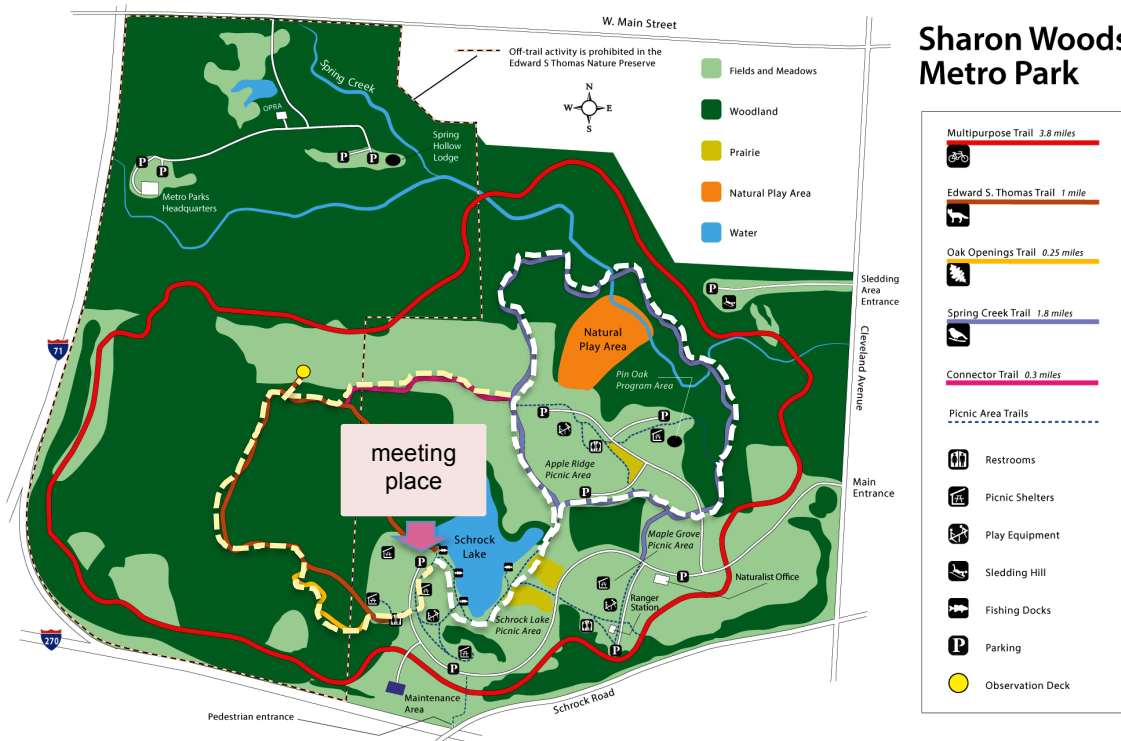 W. Main Street
Sharon Woods
Metro Park
Off-trail activity is prohibited in the
Edward S Thomas Nature Preserve
Spring Creek
OPRA
Spring
Hollow
Lodge
P
P
P
P
Metro Parks
Headquarters
N
W
E
S
Fields and Meadows
Woodland
Prairie
Natural Play Area
Water
Sledding
Area
Entrance
P
Cleveland Avenue
71
Natural
Play Area
Pin Oak
Program Area
P
P
Apple Ridge
Picnic Area
P
Main
Entrance
meeting
place
P
Schrock
Lake
Maple Grove
Picnic Area
P
Naturalist Office
Ranger
Station
Schrock Lake
Picnic Area
P
P
270
Maintenance
Area
Schrock Road
Pedestrian entrance
Multipurpose Trail 3.8 miles
Edward S. Thomas Trail 1 mile
Oak Openings Trail 0.25 miles
Spring Creek Trail 1.8 miles
Connector Trail 0.3 miles
Picnic Area Trails
Restrooms
Picnic Shelters
Play Equipment
Sledding Hill
Fishing Docks
P
Parking
Observation Deck